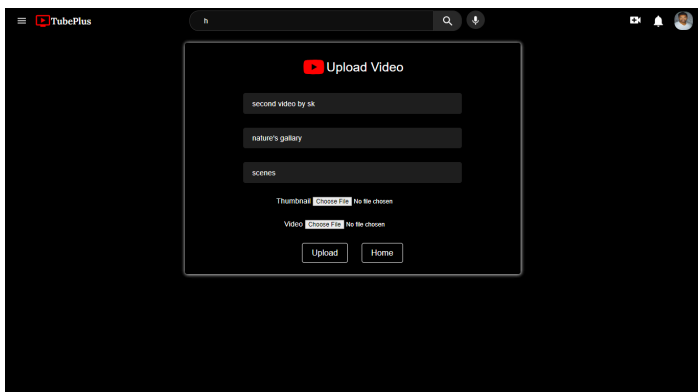 TubePlus
h
Upload Video
second video by sk
nature's gallary
scenes
Thumbnail Choose File No file chosen
Video Choose File No file chosen
Upload Home